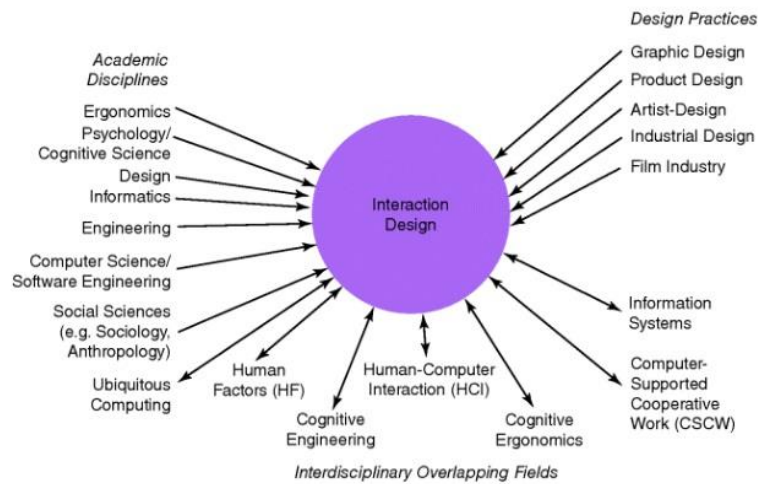 Academic
Disciplines
Ergonomics
Psychology/
Cognitive Science
Design
Informatics
Engineering
Computer Science/
Software Engineering
Social Sciences
(e.g. Sociology,
Anthropology)
Ubiquitous
Computing
Human
Factors (HF)
Cognitive
Engineering
Human-Computer
Interaction (HCI)
Cognitive
Ergonomics
Interdisciplinary Overlapping Fields
Interaction
Design
Design Practices
Graphic Design
Product Design
Artist-Design
Industrial Design
Film Industry
Information
Systems
Computer-
Supported
Cooperative
Work (CSCW)